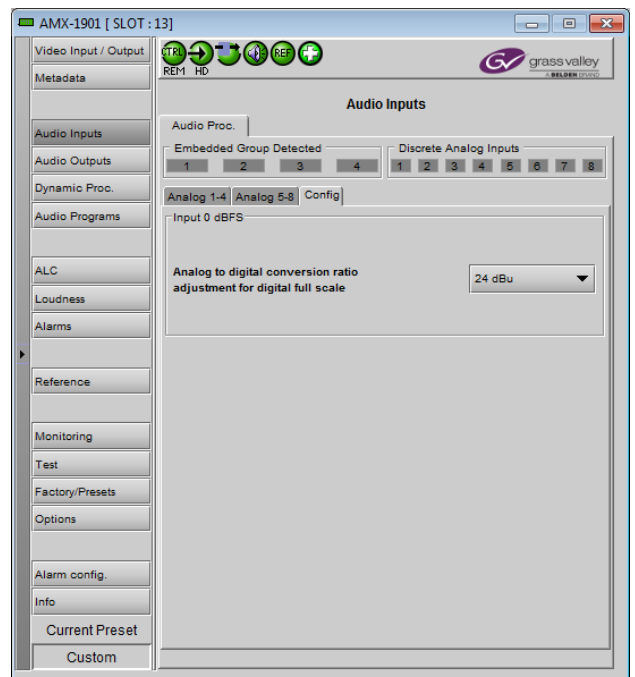 AMX-1901 [ SLOT : 13]
Video Input / Output
Metadata
Audio Inputs
Audio Outputs
Dynamic Proc.
Audio Programs
ALC
Loudness
Alarms
Reference
Monitoring
Test
Factory/Presets
Options
Alarm config.
Info
Current Preset
Custom
CTRL
REF
REM HD
GV grass valley
A BELDEN BRAND
Audio Inputs
Audio Proc.
Embedded Group Detected
1 2 3 4
Discrete Analog Inputs
1 2 3 4 5 6 7 8
Analog 1-4 Analog 5-8 Config
Input 0 dBFS
Analog to digital conversion ratio
adjustment for digital full scale
24 dBu